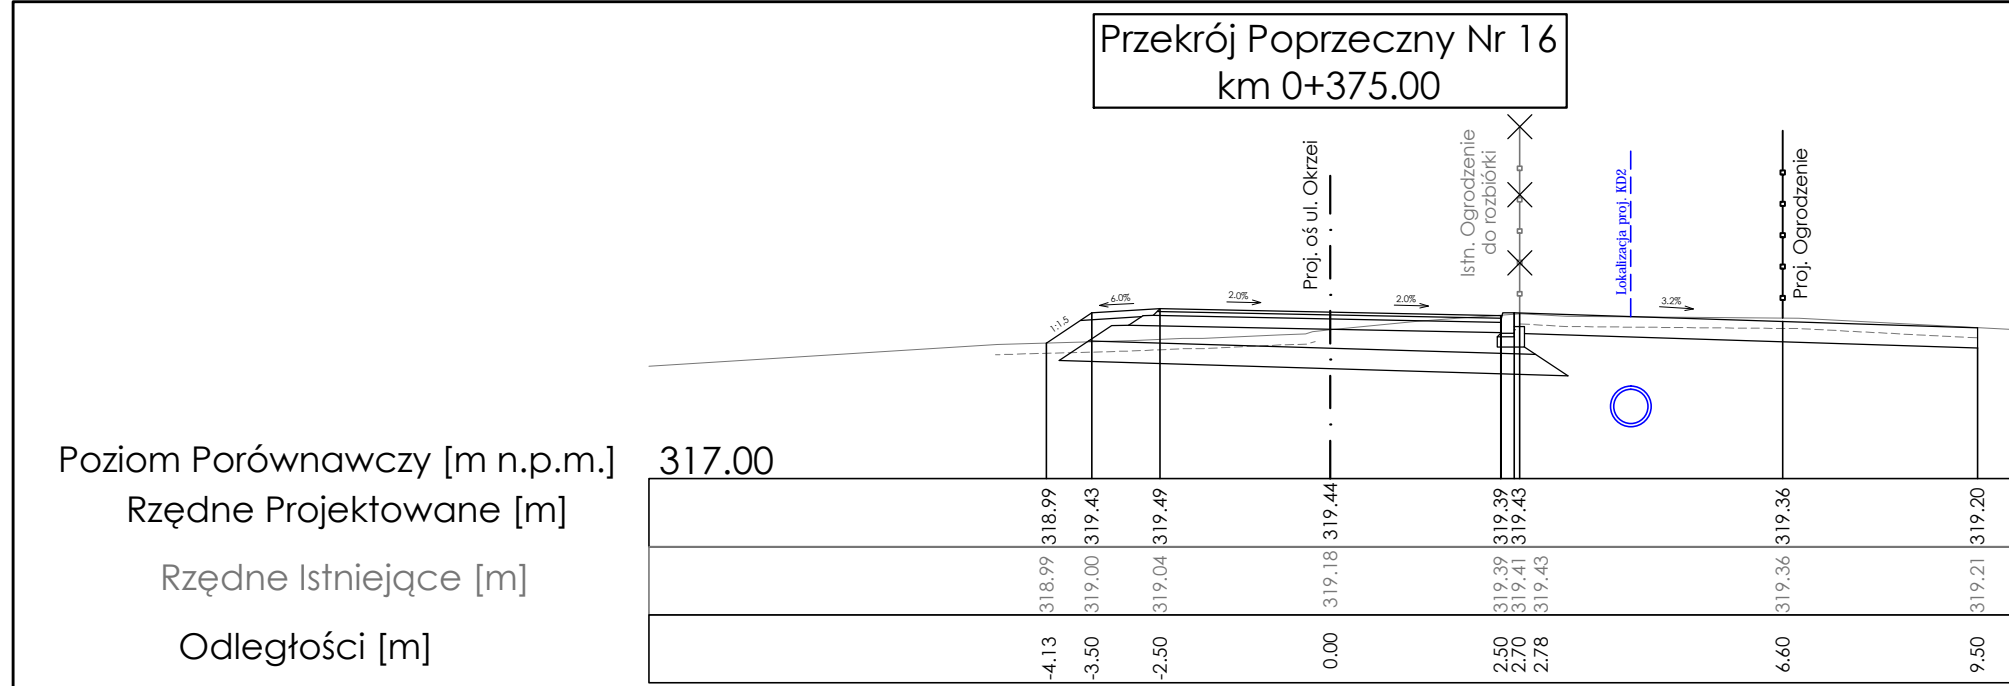 Przekrój Poprzeczny Nr 16
km 0+375.00
Proj. oś ul. Okrzei
Istn. Ogrodzenie
do rozbiórki
Lokalizacja proj. KD2
Proj. Ogrodzenie
1:1,5
6.0%
2.0%
2.0%
3.2%
Poziom Porównawczy [m n.p.m.] 317.00
Rzędne Projektowane [m] 318.99 319.43 319.49 319.44 319.39 319.43 319.36 319.20
Rzędne Istniejące [m] 318.99 319.00 319.04 319.18 319.39 319.41 319.43 319.36 319.21
Odległości [m] -4.13 -3.50 -2.50 0.00 2.50 2.70 2.78 6.60 9.50